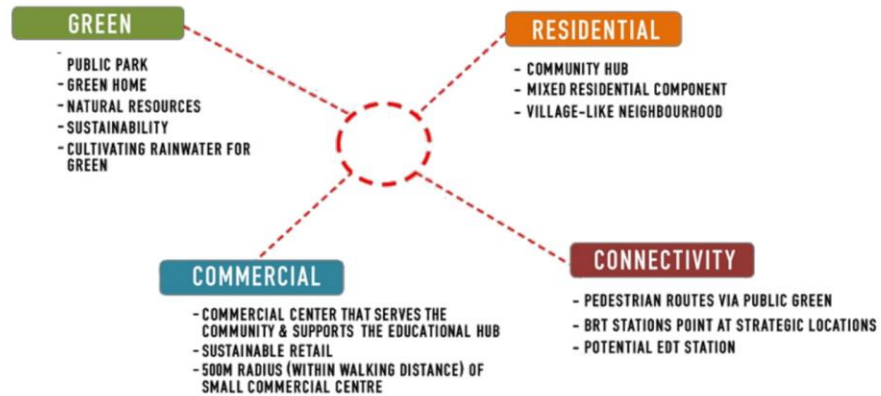 GREEN
-
PUBLIC PARK
- GREEN HOME
- NATURAL RESOURCES
- SUSTAINABILITY
- CULTIVATING RAINWATER FOR
GREEN
RESIDENTIAL
- COMMUNITY HUB
- MIXED RESIDENTIAL COMPONENT
- VILLAGE-LIKE NEIGHBOURHOOD
COMMERCIAL
- COMMERCIAL CENTER THAT SERVES THE
COMMUNITY & SUPPORTS THE EDUCATIONAL HUB
- SUSTAINABLE RETAIL
- 500M RADIUS (WITHIN WALKING DISTANCE) OF
SMALL COMMERCIAL CENTRE
CONNECTIVITY
- PEDESTRIAN ROUTES VIA PUBLIC GREEN
- BRT STATIONS POINT AT STRATEGIC LOCATIONS
- POTENTIAL EDT STATION